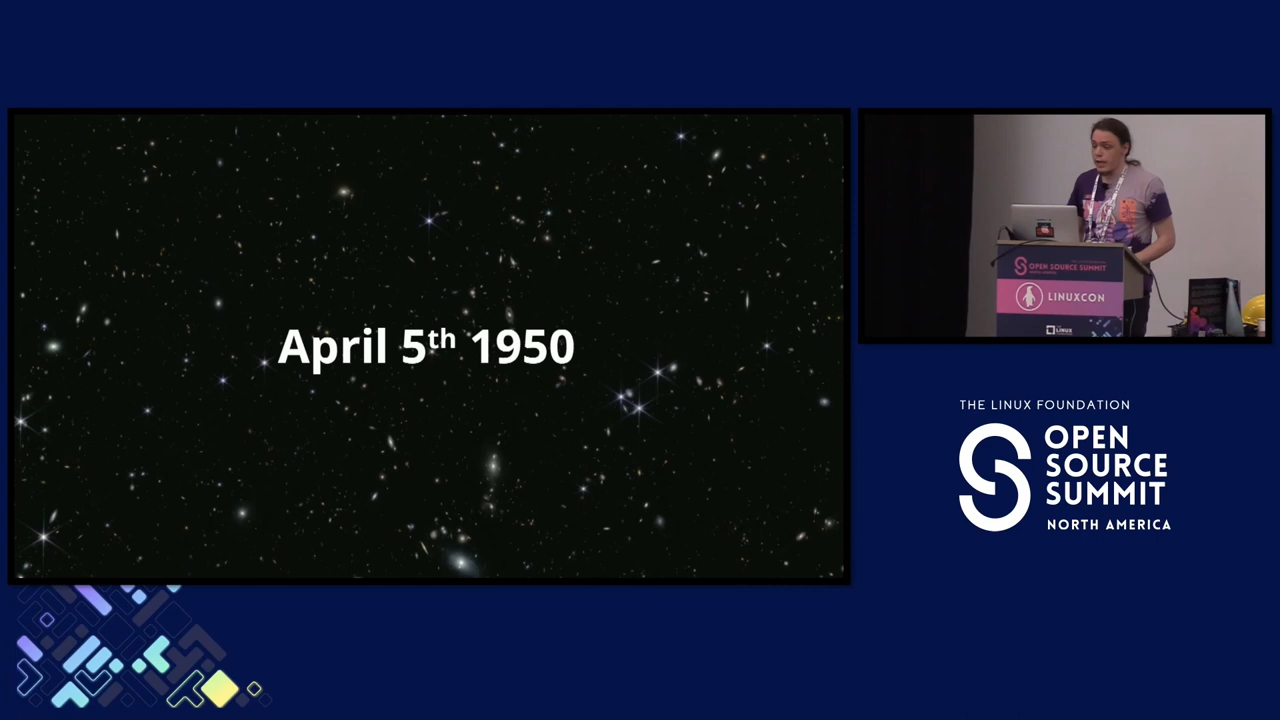 April 5th 1950
OPEN SOURCE SUMMIT
LINUXCON
THE LINUX FOUNDATION
OPEN
SOURCE
SUMMIT
NORTH AMERICA